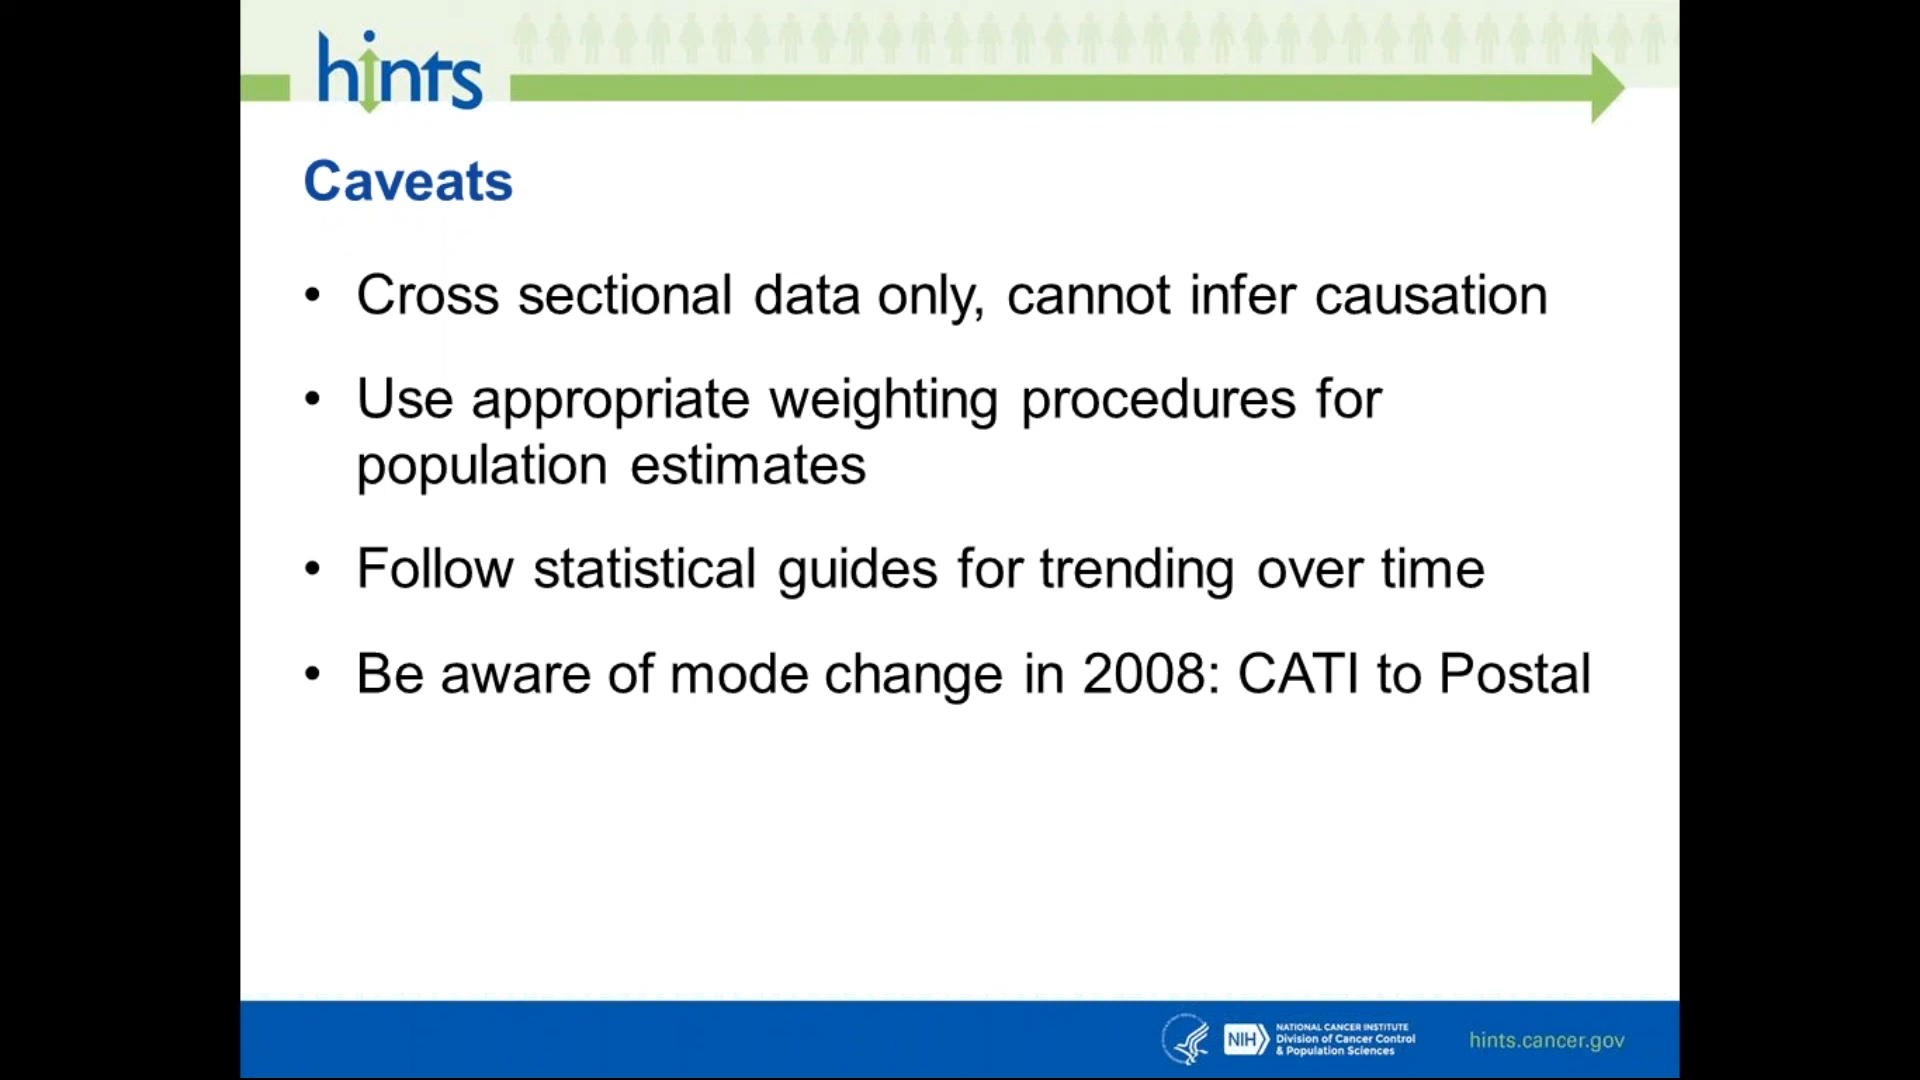 hints
Caveats
• Cross sectional data only, cannot infer causation
• Use appropriate weighting procedures for
population estimates
• Follow statistical guides for trending over time
• Be aware of mode change in 2008: CATI to Postal
NIH
NATIONAL CANCER INSTITUTE
Division of Cancer Control
& Population Sciences
hints.cancer.gov